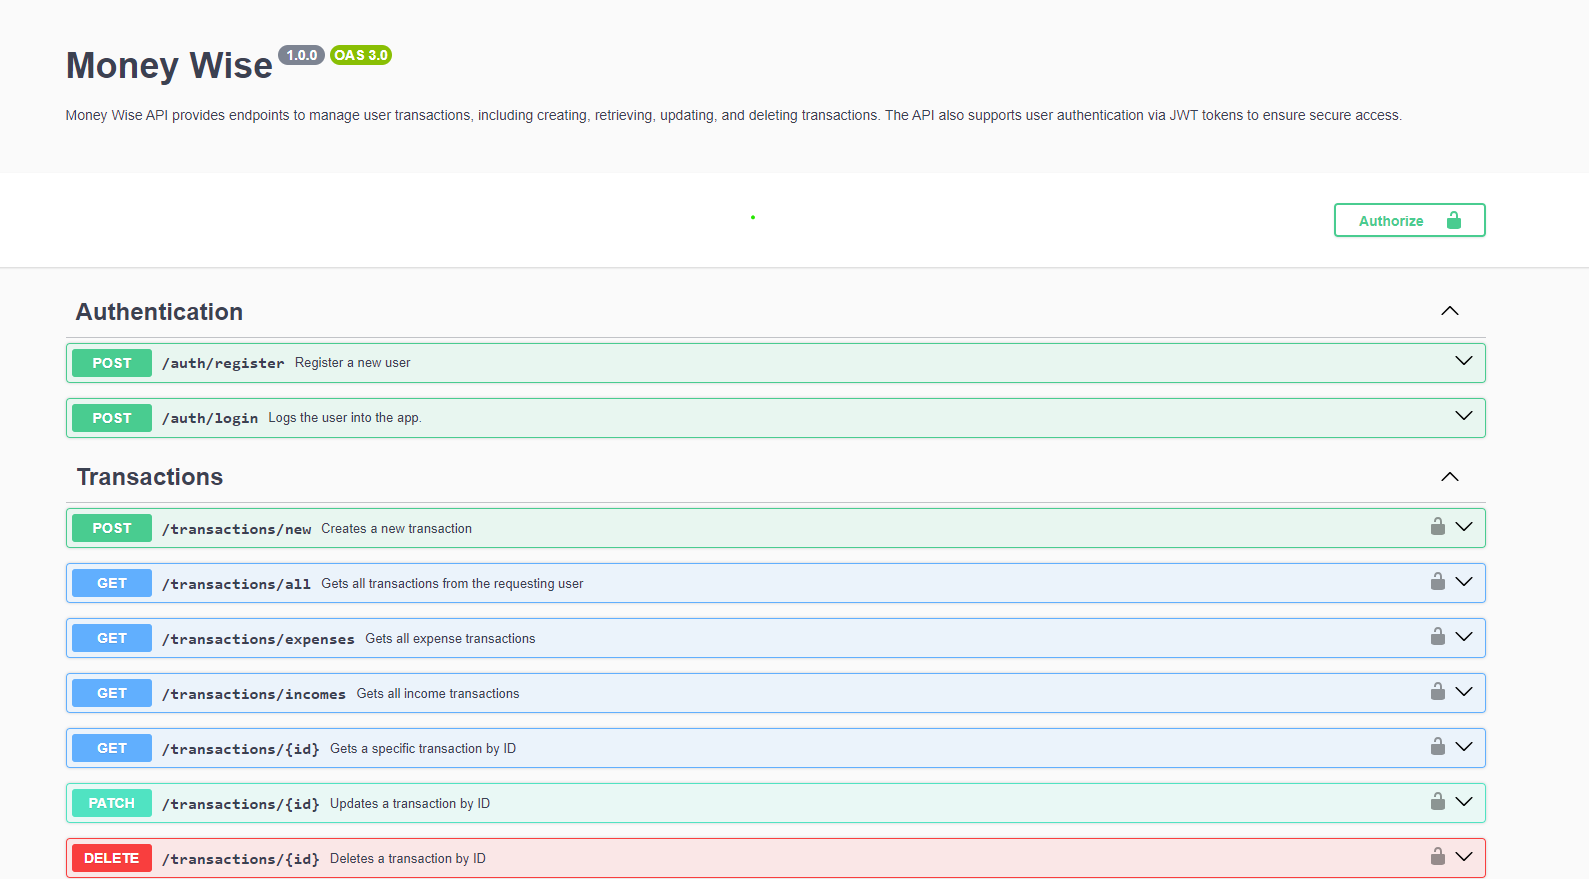 Money Wise 1.0.0 OAS 3.0
Money Wise API provides endpoints to manage user transactions, including creating, retrieving, updating, and deleting transactions. The API also supports user authentication via JWT tokens to ensure secure access.
Authorize
Authentication
POST /auth/register Register a new user
POST /auth/login Logs the user into the app.
Transactions
POST /transactions/new Creates a new transaction
GET /transactions/all Gets all transactions from the requesting user
GET /transactions/expenses Gets all expense transactions
GET /transactions/incomes Gets all income transactions
GET /transactions/{id} Gets a specific transaction by ID
PATCH /transactions/{id} Updates a transaction by ID
DELETE /transactions/{id} Deletes a transaction by ID